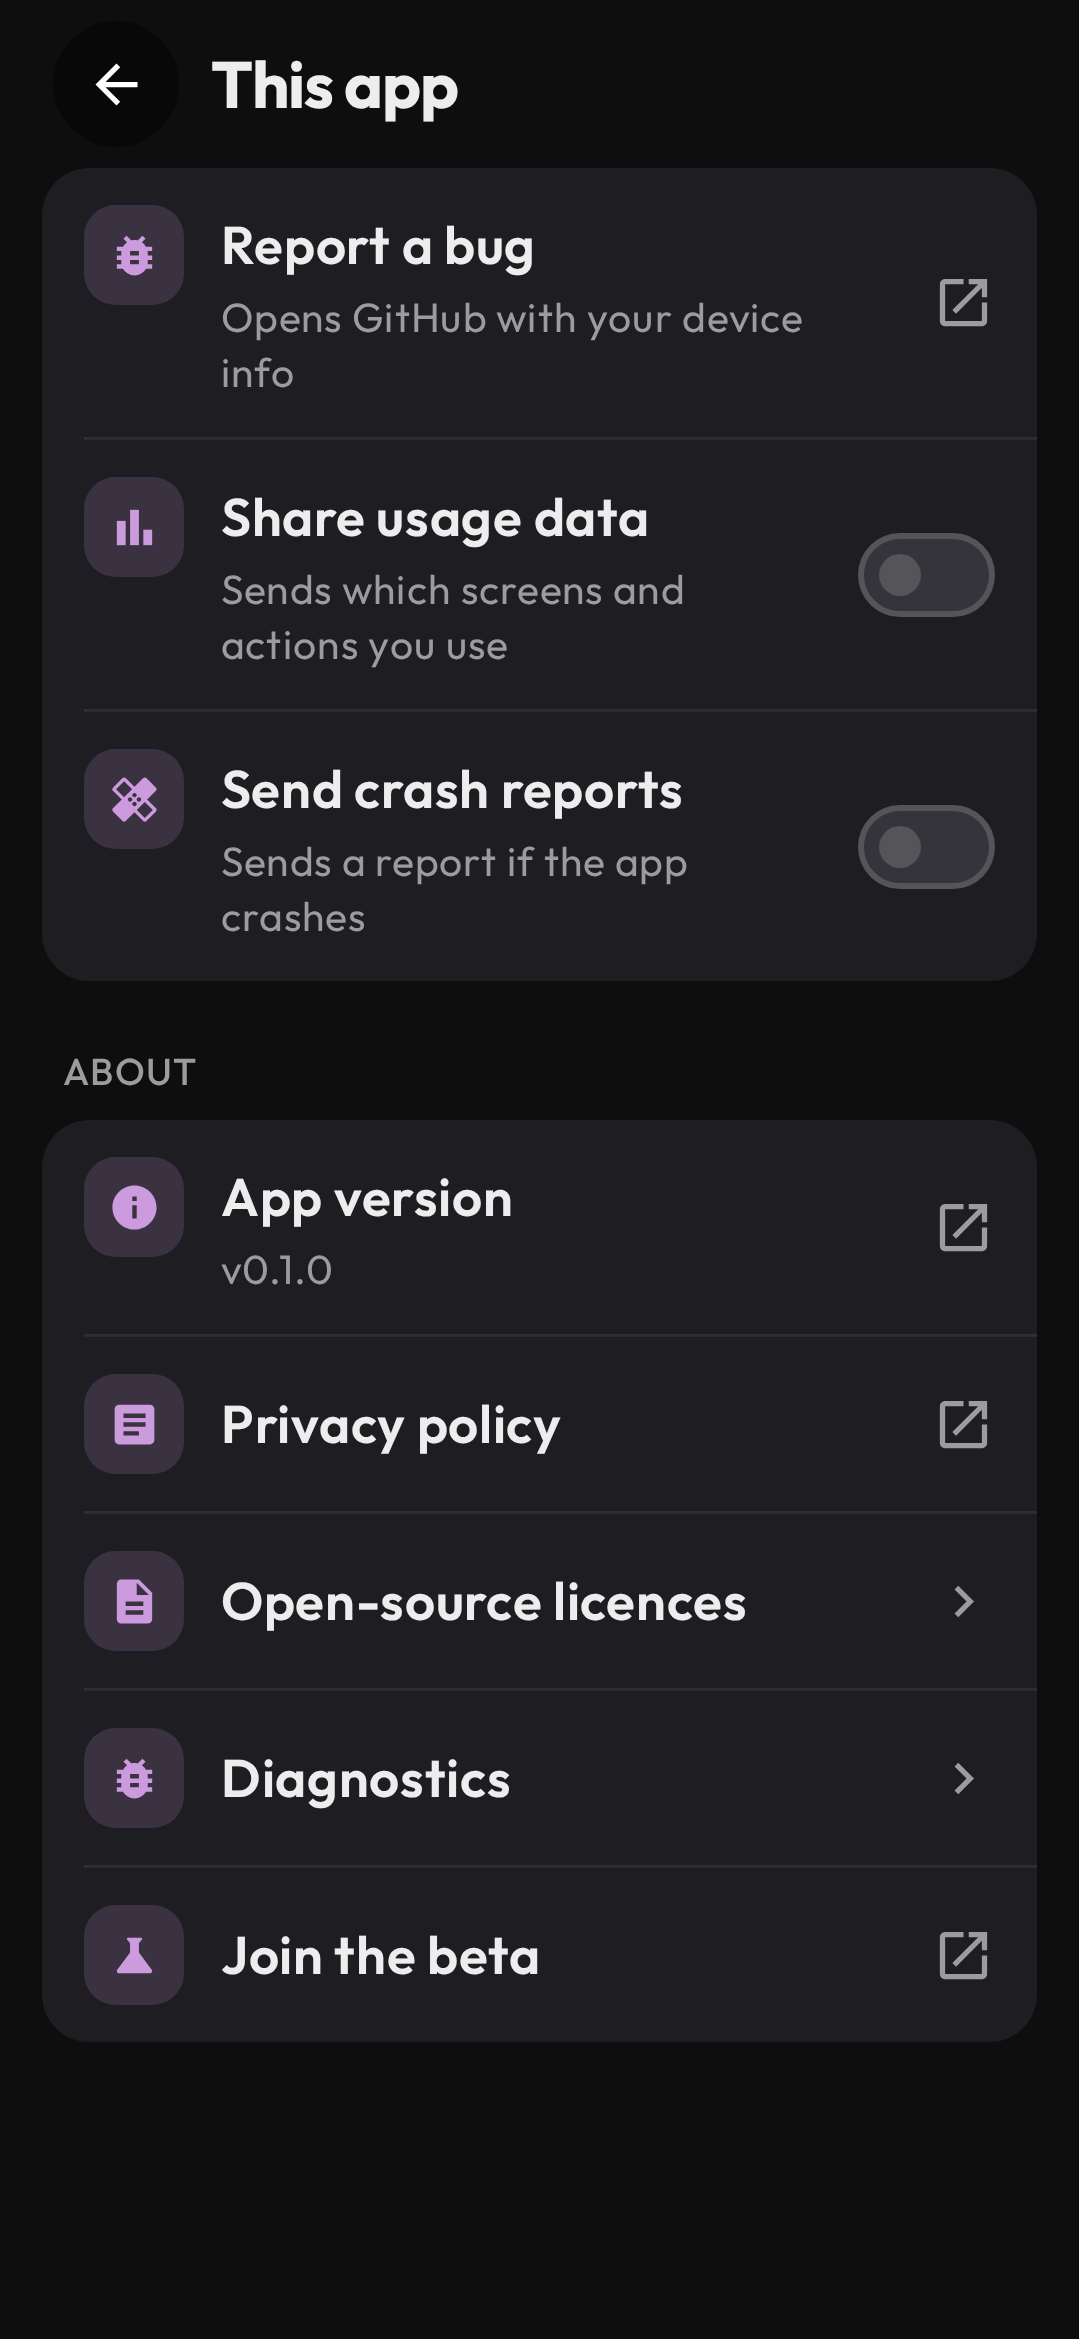 This app
Report a bug
Opens GitHub with your device
info
Share usage data
Sends which screens and
actions you use
Send crash reports
Sends a report if the app
crashes
ABOUT
App version
v0.1.0
Privacy policy
Open-source licences
Diagnostics
Join the beta